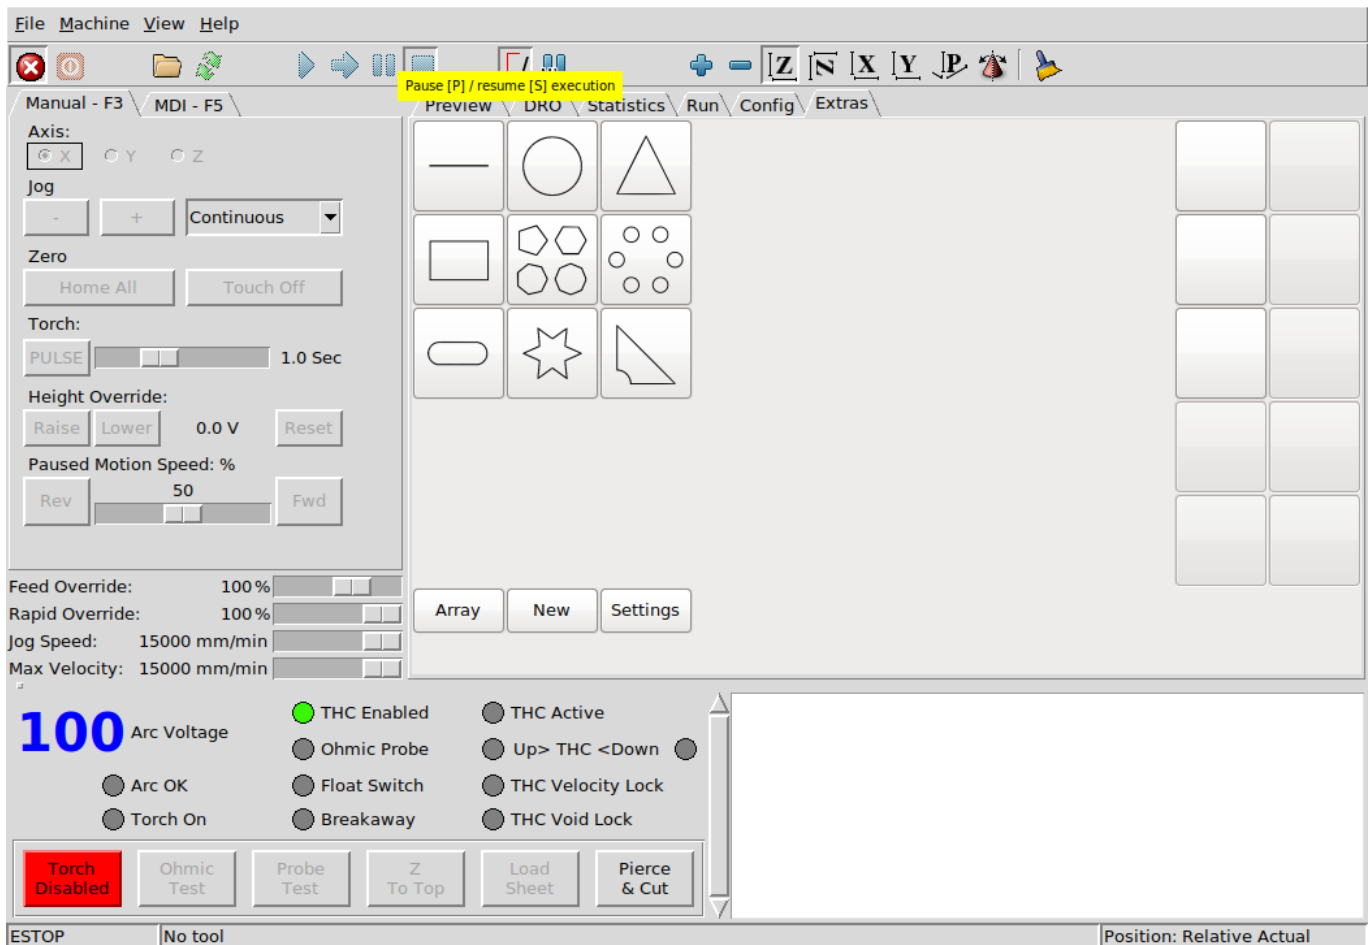 File Machine View Help
Z N X Y P
Pause [P] / resume [S] execution
Manual - F3 MDI - F5 Preview DRO Statistics Run Config Extras
Axis:
X Y Z
Jog
- + Continuous
Zero
Home All Touch Off
Torch:
PULSE 1.0 Sec
Height Override:
Raise Lower 0.0 V Reset
Paused Motion Speed: %
50
Rev Fwd
Feed Override: 100%
Rapid Override: 100%
Jog Speed: 15000 mm/min
Max Velocity: 15000 mm/min
Array New Settings
100 Arc Voltage
Arc OK
Torch On
THC Enabled
Ohmic Probe
Float Switch
Breakaway
THC Active
Up> THC <Down
THC Velocity Lock
THC Void Lock
Torch
Disabled
Ohmic
Test
Probe
Test
Z
To Top
Load
Sheet
Pierce
& Cut
ESTOP No tool Position: Relative Actual